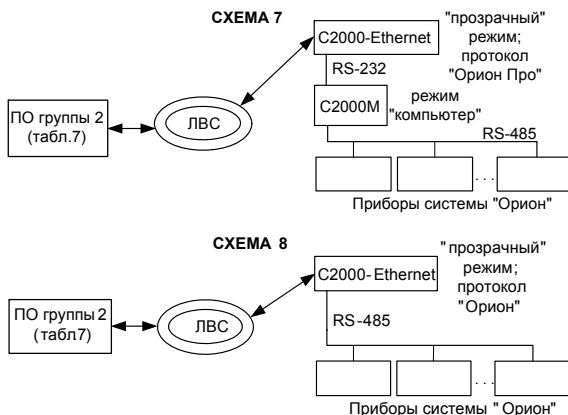 СХЕМА 7
С2000-Ethernet
"прозрачный"
режим;
протокол
"Орион Про"
RS-232
С2000М
режим
"компьютер"
RS-485
ПО группы 2
(табл.7)
ЛВС
. . .
Приборы системы "Орион"
СХЕМА 8
С2000- Ethernet
"прозрачный"
режим;
протокол
"Орион"
RS-485
ПО группы 2
(табл7)
ЛВС
. . .
Приборы системы " Орион"